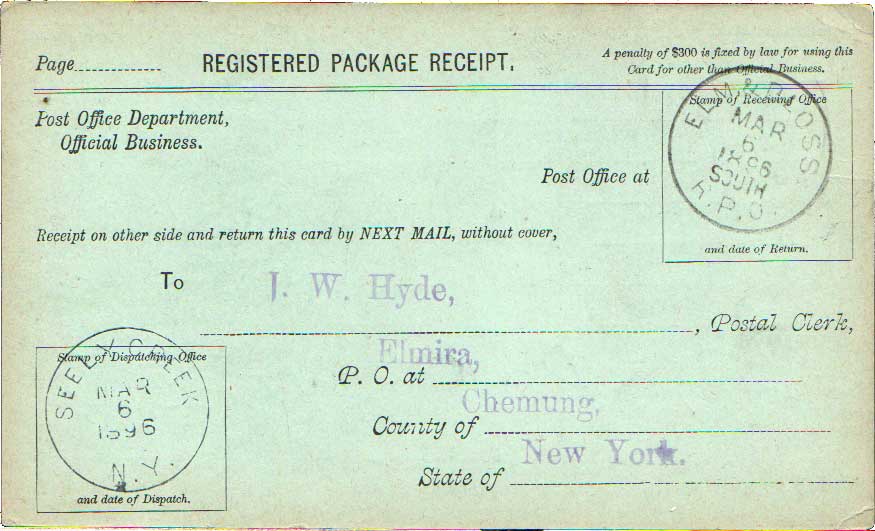 Page.............. REGISTERED PACKAGE RECEIPT.
A penalty of $300 is fixed by law for using this
Card for other than Official Business.
Post Office Department,
Official Business.
Post Office at
Stamp of Receiving Office
ELM. & D'OSS
MAR
6
1896
SOUTH
R.P.O.
and date of Return.
Receipt on other side and return this card by NEXT MAIL, without cover,
To J. W. Hyde,
, Postal Clerk,
Elmira,
P. O. at
Chemung,
County of
New York.
State of
Stamp of Dispatching Office
SEELY CREEK
MAR
6
1896
N.Y.
and date of Dispatch.